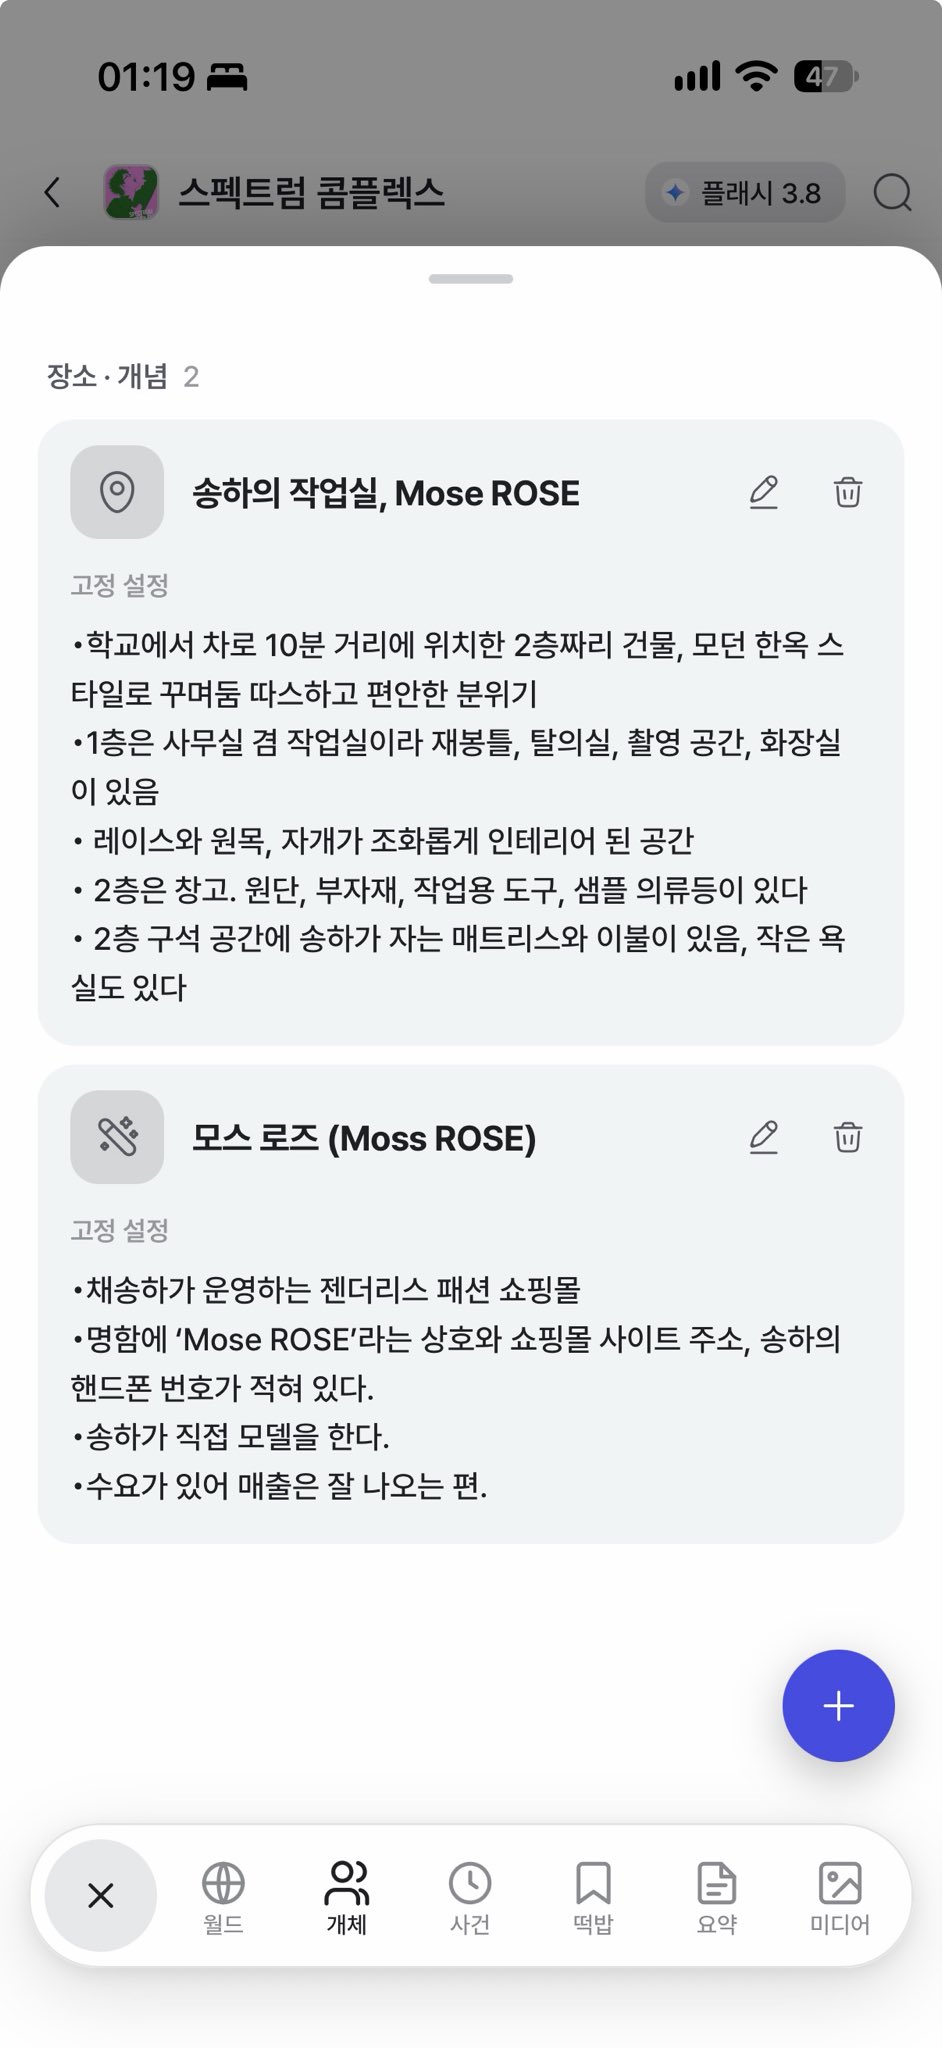 01:19
47
스펙트럼 콤플렉스
플래시 3.8
장소 · 개념 2
송하의 작업실, Mose ROSE
고정 설정
•학교에서 차로 10분 거리에 위치한 2층짜리 건물, 모던 한옥 스
타일로 꾸며둠 따스하고 편안한 분위기
•1층은 사무실 겸 작업실이라 재봉틀, 탈의실, 촬영 공간, 화장실
이 있음
• 레이스와 원목, 자개가 조화롭게 인테리어 된 공간
• 2층은 창고. 원단, 부자재, 작업용 도구, 샘플 의류등이 있다
• 2층 구석 공간에 송하가 자는 매트리스와 이불이 있음, 작은 욕
실도 있다
모스 로즈 (Moss ROSE)
고정 설정
•채송하가 운영하는 젠더리스 패션 쇼핑몰
•명함에 ‘Mose ROSE’라는 상호와 쇼핑몰 사이트 주소, 송하의
핸드폰 번호가 적혀 있다.
•송하가 직접 모델을 한다.
•수요가 있어 매출은 잘 나오는 편.
월드
개체
사건
떡밥
요약
미디어